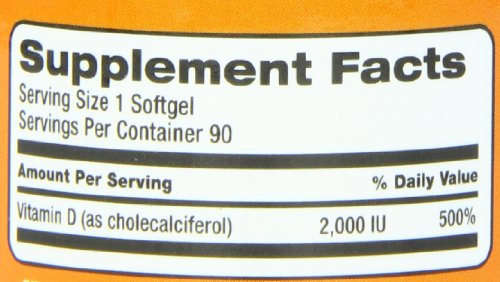 Supplement Facts
Serving Size 1 Softgel
Servings Per Container 90
Amount Per Serving % Daily Value
Vitamin D (as cholecalciferol) 2,000 IU 500%